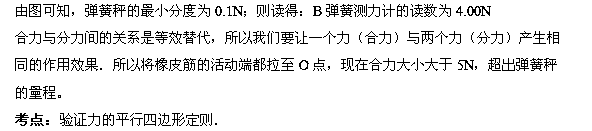 由图可知，弹簧秤的最小分度为 0.1N；则读得：B 弹簧测力计的读数为 4.00N
合力与分力间的关系是等效替代，所以我们要让一个力（合力）与两个力（分力）产生相
同的作用效果．所以将橡皮筋的活动端都拉至 O 点，现在合力大小大于 5N，超出弹簧秤
的量程。
考点：验证力的平行四边形定则．